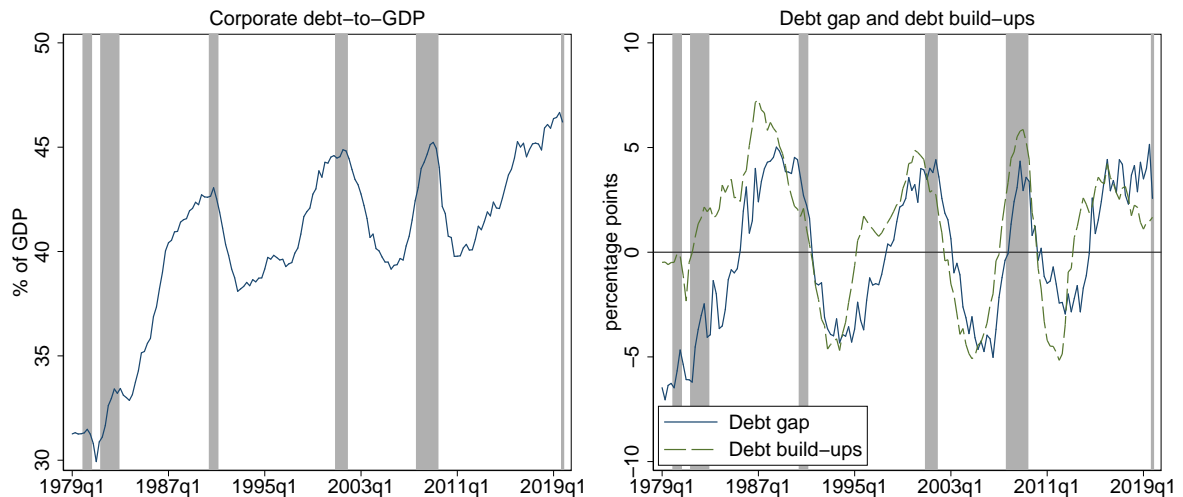 Corporate debt−to−GDP
% of GDP
50
45
40
35
30
1979q1 1987q1 1995q1 2003q1 2011q1 2019q1
Debt gap and debt build−ups
percentage points
10
5
0
−5
−10
Debt gap
Debt build−ups
1979q1 1987q1 1995q1 2003q1 2011q1 2019q1